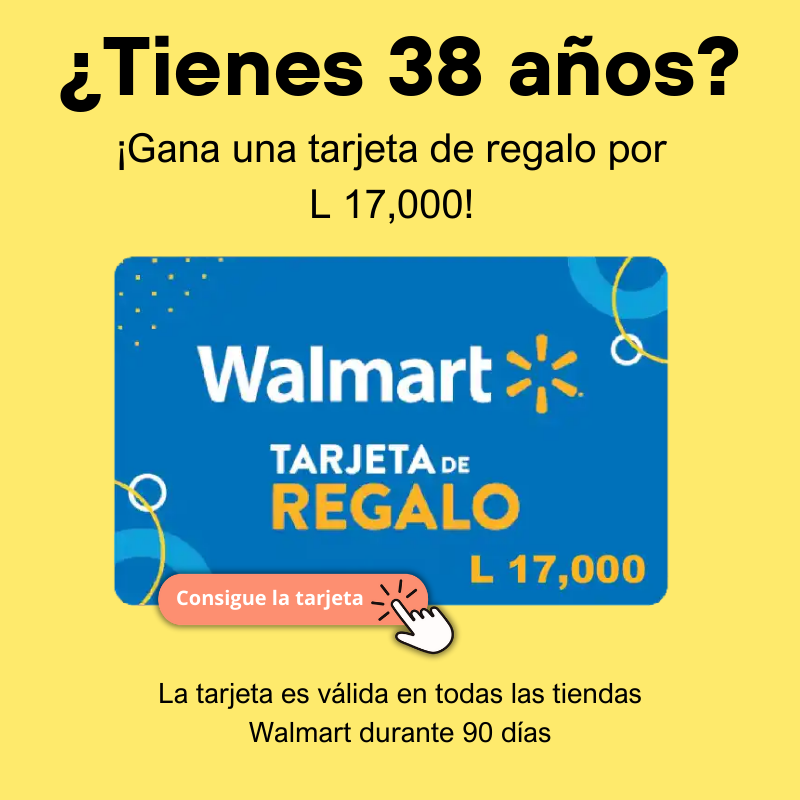 ¿Tienes 38 años?
¡Gana una tarjeta de regalo por
L 17,000!
Walmart
TARJETA DE
REGALO
L 17,000
Consigue la tarjeta
La tarjeta es válida en todas las tiendas
Walmart durante 90 días